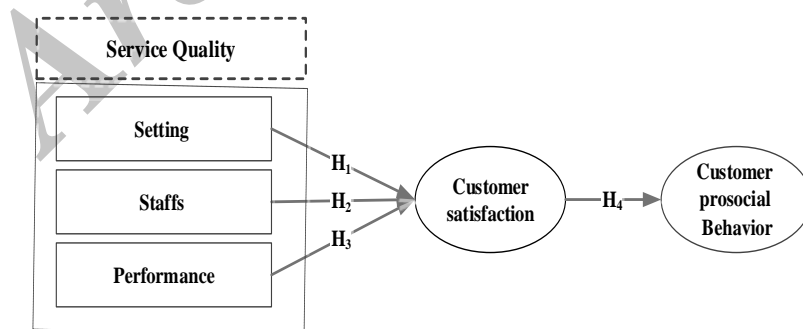 Service Quality
Setting
Staffs
Performance
H1
H2
H3
Customer
satisfaction
H4
Customer
prosocial
Behavior